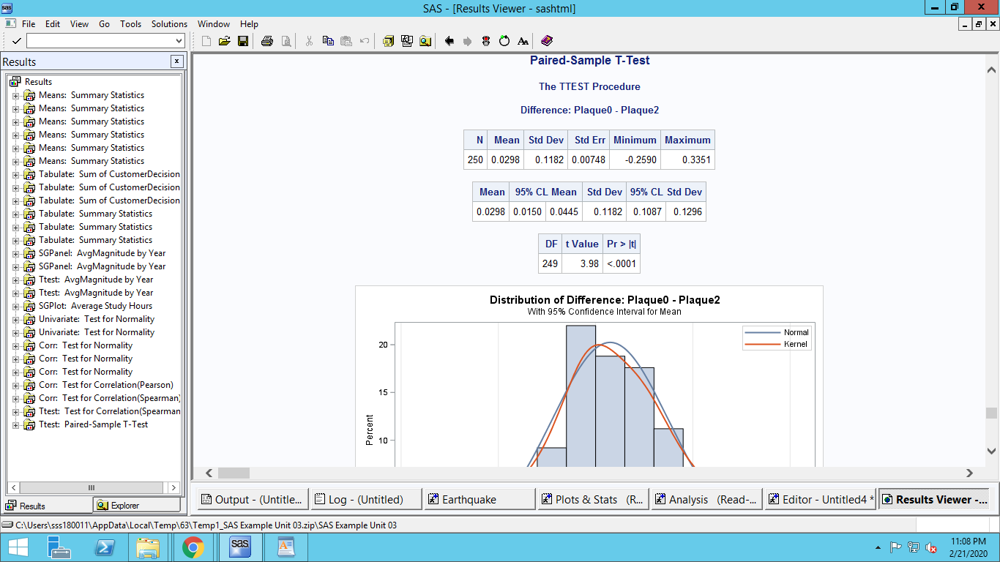 SAS - [Results Viewer - sashtml]
File Edit View Go Tools Solutions Window Help
Results
Results
Means: Summary Statistics
Means: Summary Statistics
Means: Summary Statistics
Means: Summary Statistics
Means: Summary Statistics
Means: Summary Statistics
Tabulate: Sum of CustomerDecision
Tabulate: Sum of CustomerDecision
Tabulate: Sum of CustomerDecision
Tabulate: Summary Statistics
Tabulate: Summary Statistics
Tabulate: Summary Statistics
SGPanel: AvgMagnitude by Year
SGPanel: AvgMagnitude by Year
Ttest: AvgMagnitude by Year
Ttest: AvgMagnitude by Year
SGPlot: Average Study Hours
Univariate: Test for Normality
Univariate: Test for Normality
Corr: Test for Normality
Corr: Test for Normality
Corr: Test for Normality
Corr: Test for Correlation(Pearson)
Corr: Test for Correlation(Spearman)
Ttest: Test for Correlation(Spearman
Ttest: Paired-Sample T-Test
Results Explorer
Paired-Sample T-Test
The TTEST Procedure
Difference: Plaque0 - Plaque2
N Mean Std Dev Std Err Minimum Maximum
250 0.0298 0.1182 0.00748 -0.2590 0.3351
Mean 95% CL Mean Std Dev 95% CL Std Dev
0.0298 0.0150 0.0445 0.1182 0.1087 0.1296
DF t Value Pr > |t|
249 3.98 <.0001
Distribution of Difference: Plaque0 - Plaque2
With 95% Confidence Interval for Mean
Normal
Kernel
20
15
10
Percent
Output - (Untitle... Log - (Untitled) Earthquake Plots & Stats (R... Analysis (Read-... Editor - Untitled4 * Results Viewer -...
C:\Users\sss180011\AppData\Local\Temp\63\Temp1_SAS Example Unit 03.zip\SAS Example Unit 03
sas
11:08 PM
2/21/2020